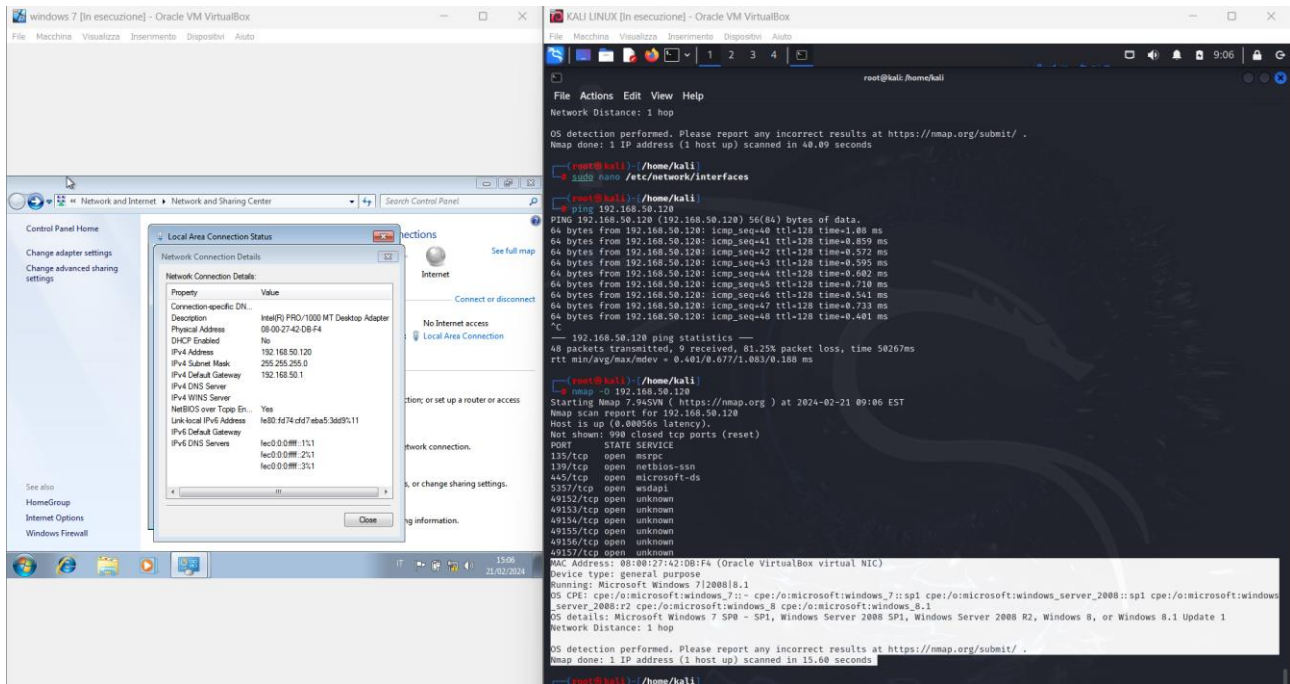 windows 7 [In esecuzione] - Oracle VM VirtualBox
File Macchina Visualizza Inserimento Dispositivi Aiuto
Network and Internet Network and Sharing Center
Search Control Panel
Control Panel Home
Change adapter settings
Change advanced sharing
settings
See also
HomeGroup
Internet Options
Windows Firewall
Local Area Connection Status
Network Connection Details
Network Connection Details:
Property Value
Connection-specific DN...
Description Intel(R) PRO/1000 MT Desktop Adapter
Physical Address 08-00-27-42-DB-F4
DHCP Enabled No
IPv4 Address 192.168.50.120
IPv4 Subnet Mask 255.255.255.0
IPv4 Default Gateway 192.168.50.1
IPv4 DNS Server
IPv4 WINS Server
NetBIOS over Tcpip En... Yes
Link-local IPv6 Address fe80::fd74:cfd7:eba5:3dd9%11
IPv6 Default Gateway
IPv6 DNS Servers fec0:0:0:ffff::1%1
fec0:0:0:ffff::2%1
fec0:0:0:ffff::3%1
Close
nections
See full map
Internet
Connect or disconnect
No Internet access
Local Area Connection
ction; or set up a router or access
etwork connection.
s, or change sharing settings.
ng information.
IT
15:06
21/02/2024
KALI LINUX [In esecuzione] - Oracle VM VirtualBox
File Macchina Visualizza Inserimento Dispositivi Aiuto
1 2 3 4
9:06
root@kali: /home/kali
File Actions Edit View Help
Network Distance: 1 hop
OS detection performed. Please report any incorrect results at https://nmap.org/submit/ .
Nmap done: 1 IP address (1 host up) scanned in 40.09 seconds
(root@kali)-[/home/kali]
# sudo nano /etc/network/interfaces
(root@kali)-[/home/kali]
# ping 192.168.50.120
PING 192.168.50.120 (192.168.50.120) 56(84) bytes of data.
64 bytes from 192.168.50.120: icmp_seq=40 ttl=128 time=1.08 ms
64 bytes from 192.168.50.120: icmp_seq=41 ttl=128 time=0.859 ms
64 bytes from 192.168.50.120: icmp_seq=42 ttl=128 time=0.572 ms
64 bytes from 192.168.50.120: icmp_seq=43 ttl=128 time=0.595 ms
64 bytes from 192.168.50.120: icmp_seq=44 ttl=128 time=0.602 ms
64 bytes from 192.168.50.120: icmp_seq=45 ttl=128 time=0.710 ms
64 bytes from 192.168.50.120: icmp_seq=46 ttl=128 time=0.541 ms
64 bytes from 192.168.50.120: icmp_seq=47 ttl=128 time=0.733 ms
64 bytes from 192.168.50.120: icmp_seq=48 ttl=128 time=0.401 ms
^C
— 192.168.50.120 ping statistics —
48 packets transmitted, 9 received, 81.25% packet loss, time 50267ms
rtt min/avg/max/mdev = 0.401/0.677/1.083/0.188 ms
(root@kali)-[/home/kali]
# nmap -O 192.168.50.120
Starting Nmap 7.94SVN ( https://nmap.org ) at 2024-02-21 09:06 EST
Nmap scan report for 192.168.50.120
Host is up (0.00056s latency).
Not shown: 990 closed tcp ports (reset)
PORT STATE SERVICE
135/tcp open msrpc
139/tcp open netbios-ssn
445/tcp open microsoft-ds
5357/tcp open wsdapi
49152/tcp open unknown
49153/tcp open unknown
49154/tcp open unknown
49155/tcp open unknown
49156/tcp open unknown
49157/tcp open unknown
MAC Address: 08:00:27:42:DB:F4 (Oracle VirtualBox virtual NIC)
Device type: general purpose
Running: Microsoft Windows 7|2008|8.1
OS CPE: cpe:/o:microsoft:windows_7::- cpe:/o:microsoft:windows_7::sp1 cpe:/o:microsoft:windows_server_2008::sp1 cpe:/o:microsoft:windows
_server_2008:r2 cpe:/o:microsoft:windows_8 cpe:/o:microsoft:windows_8.1
OS details: Microsoft Windows 7 SP0 - SP1, Windows Server 2008 SP1, Windows Server 2008 R2, Windows 8, or Windows 8.1 Update 1
Network Distance: 1 hop
OS detection performed. Please report any incorrect results at https://nmap.org/submit/ .
Nmap done: 1 IP address (1 host up) scanned in 15.60 seconds
(root@kali)-[/home/kali]